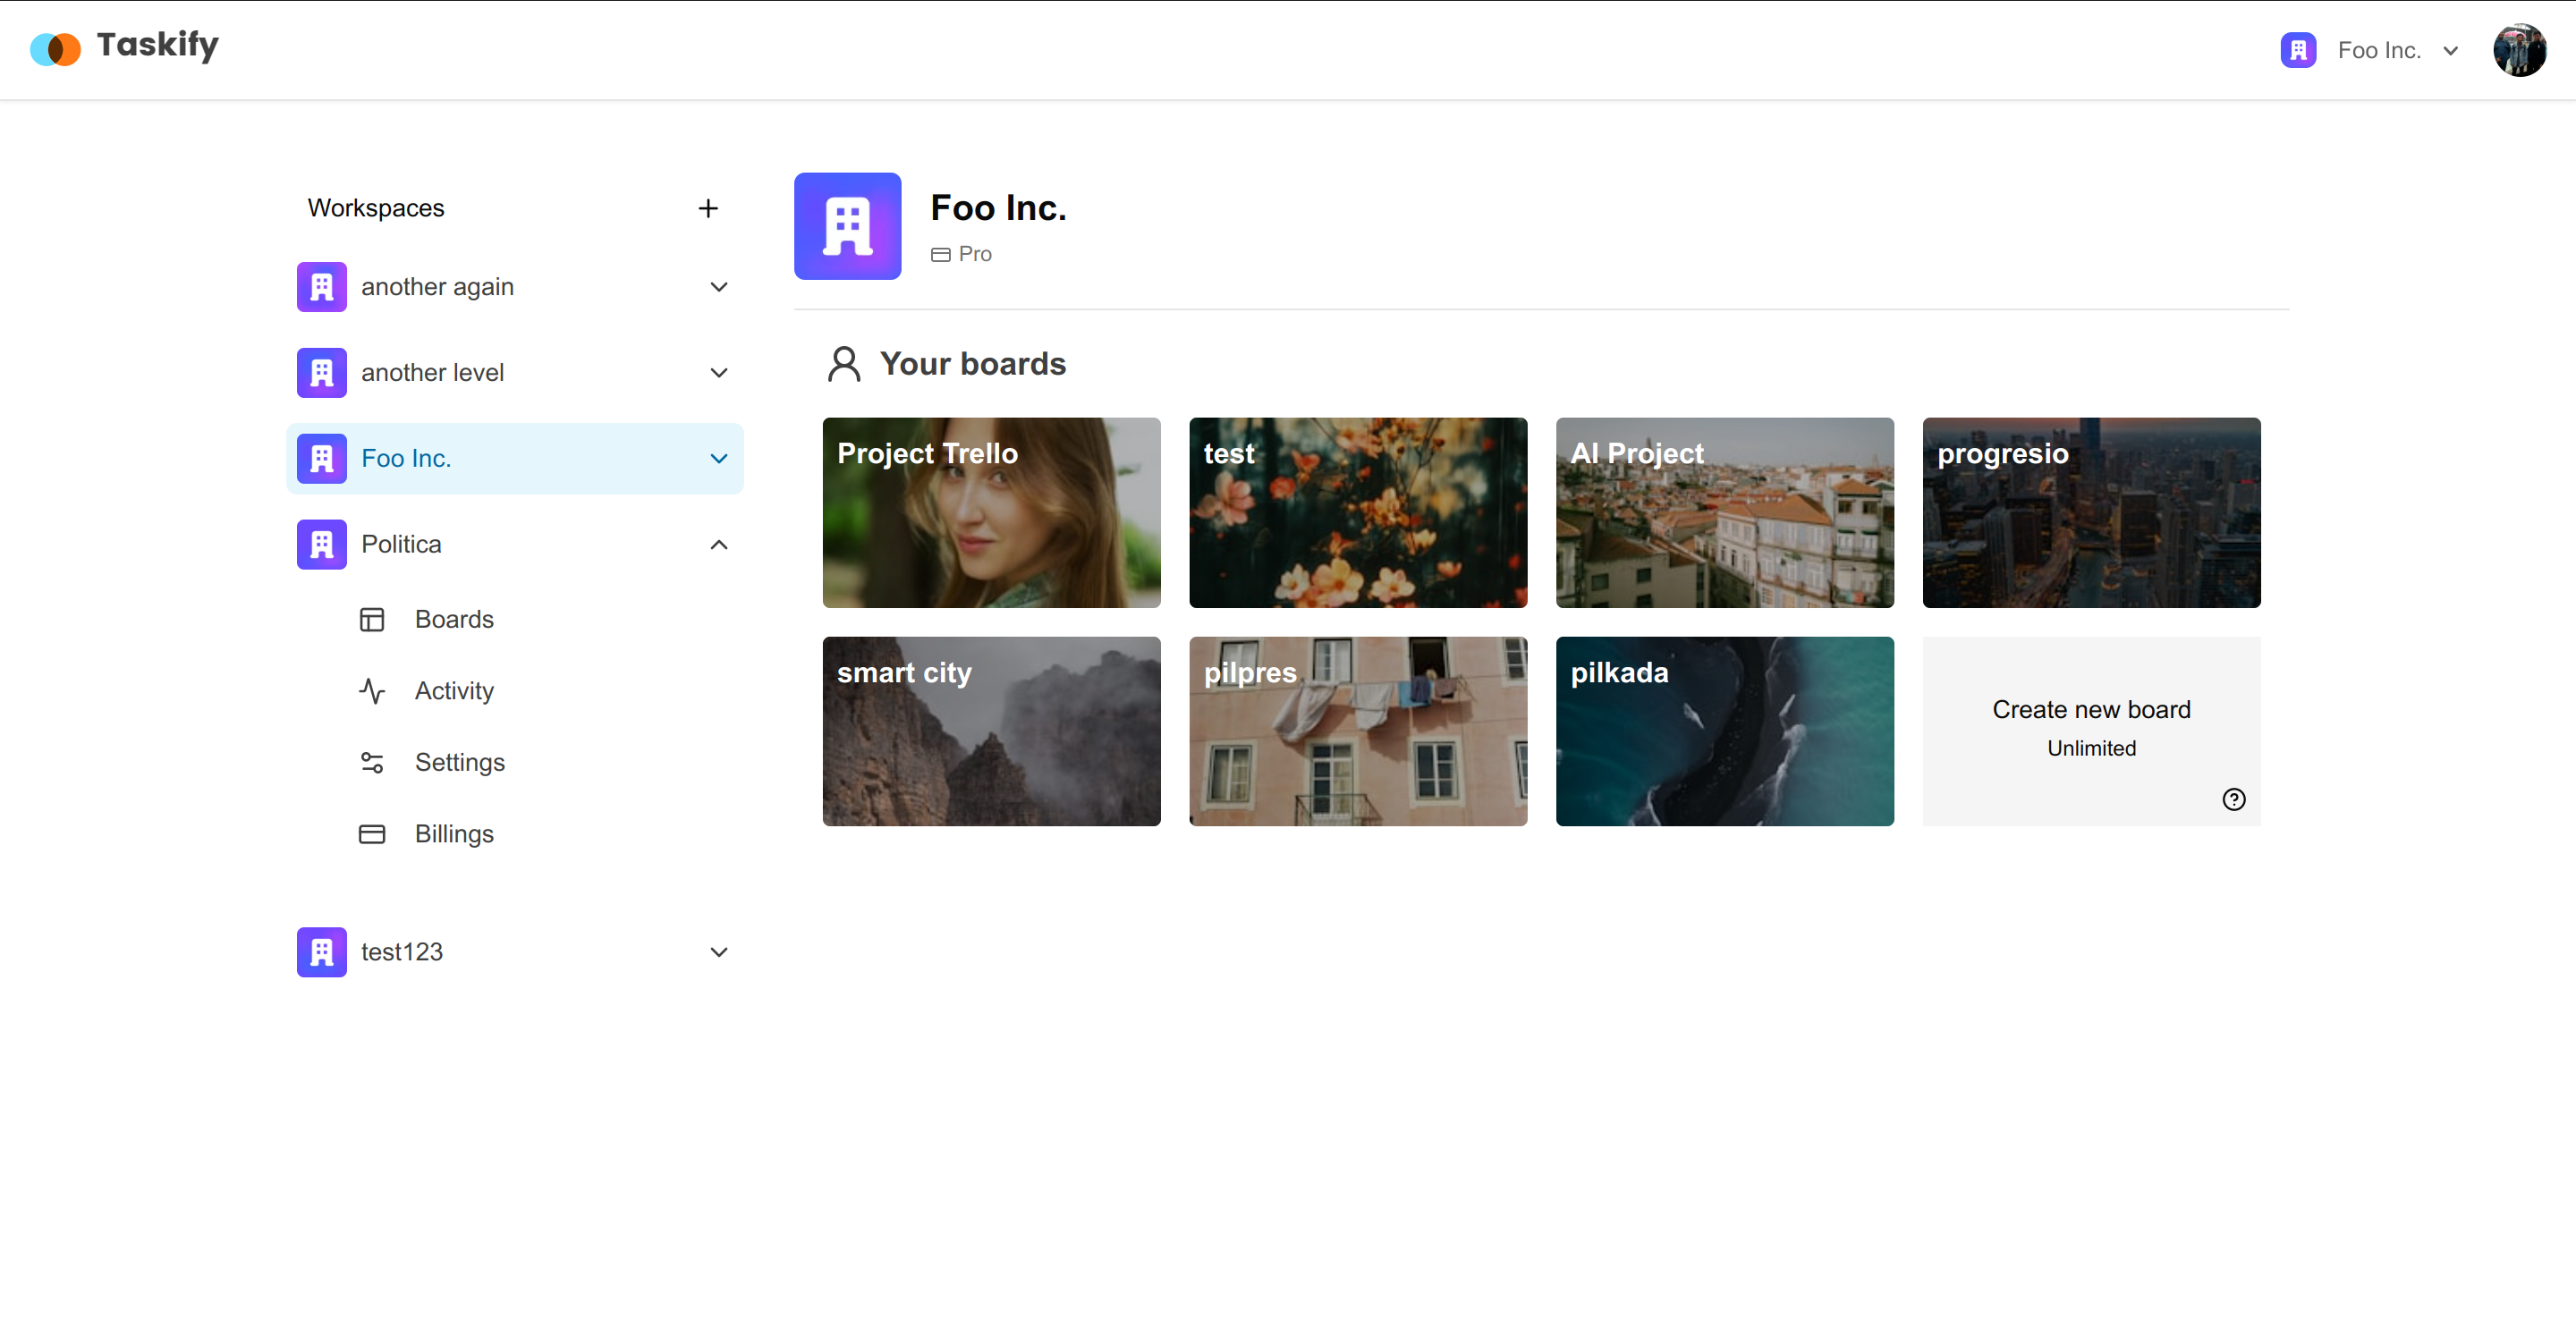 Taskify
Foo Inc.
Workspaces
another again
another level
Foo Inc.
Politica
Boards
Activity
Settings
Billings
test123
Foo Inc.
Pro
Your boards
Project Trello
test
AI Project
progresio
smart city
pilpres
pilkada
Create new board
Unlimited